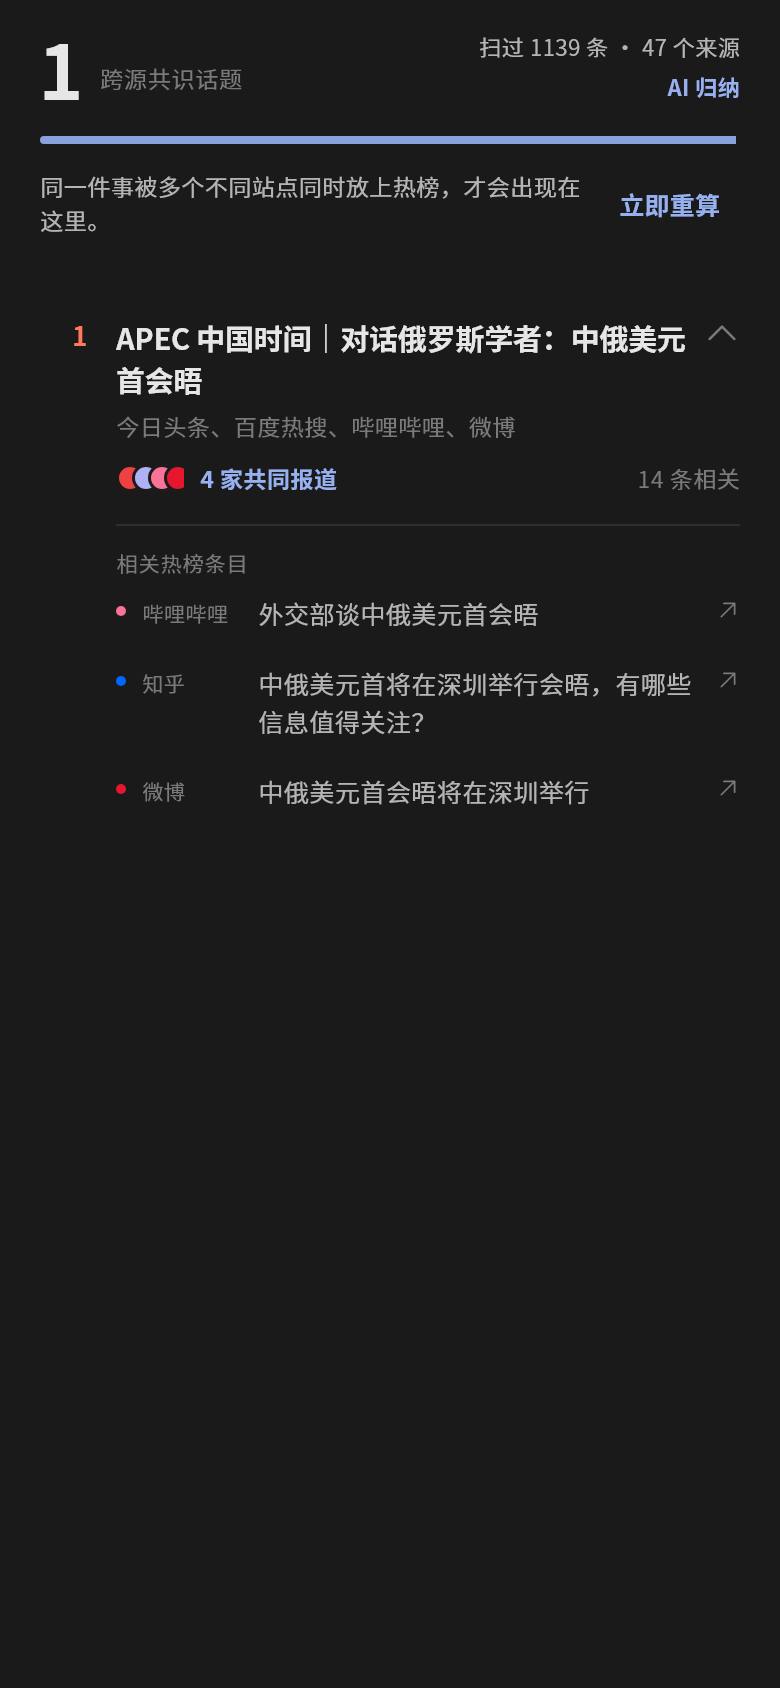 1 跨源共识话题
扫过 1139 条 · 47 个来源
AI 归纳
同一件事被多个不同站点同时放上热榜，才会出现在
这里。
立即重算
1 APEC 中国时间｜对话俄罗斯学者：中俄美元
首会晤
今日头条、百度热搜、哔哩哔哩、微博
4 家共同报道 14 条相关
相关热榜条目
哔哩哔哩 外交部谈中俄美元首会晤
知乎 中俄美元首将在深圳举行会晤，有哪些
信息值得关注？
微博 中俄美元首会晤将在深圳举行